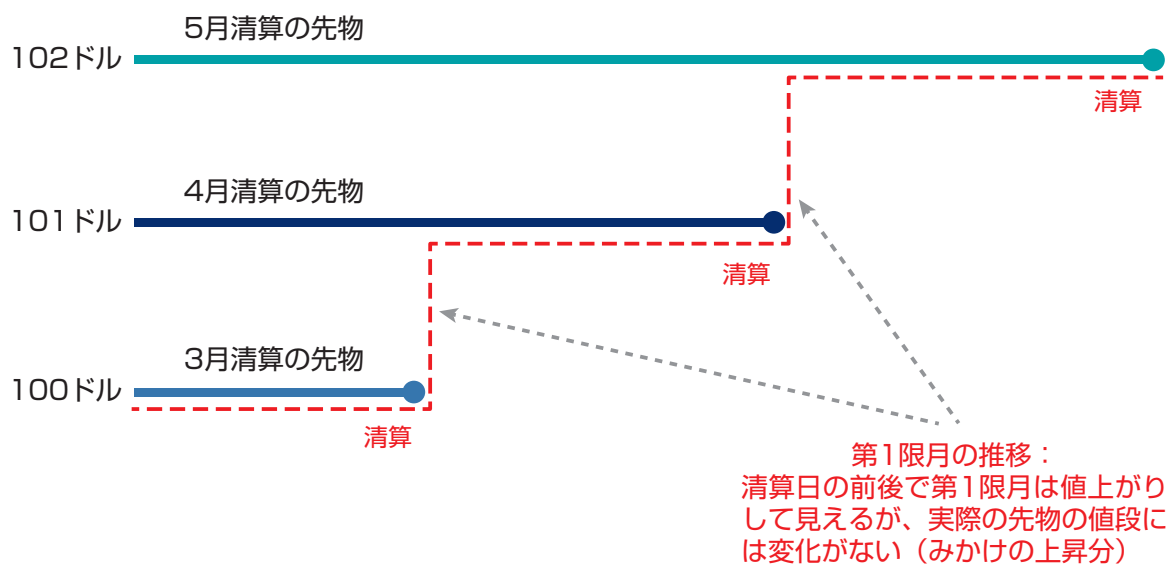 5月清算の先物
102ドル
清算
4月清算の先物
101ドル
清算
3月清算の先物
100ドル
清算
第1限月の推移：
清算日の前後で第1限月は値上がり
して見えるが、実際の先物の値段に
は変化がない（みかけの上昇分）